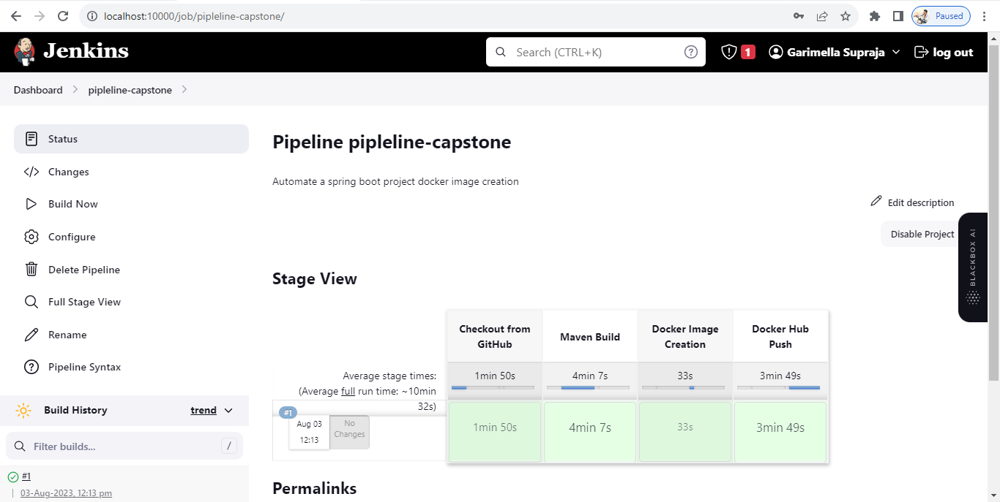 localhost:10000/job/pipleline-capstone/
Paused
Jenkins
Search (CTRL+K)
?
1
Garimella Supraja
log out
Dashboard
pipleline-capstone
Status
Changes
Build Now
Configure
Delete Pipeline
Full Stage View
Rename
Pipeline Syntax
Build History
trend
Filter builds...
/
#1
03-Aug-2023, 12:13 pm
Pipeline pipleline-capstone
Automate a spring boot project docker image creation
Edit description
Disable Project
BLACKBOX AI
Stage View
Checkout from
GitHub
Maven Build
Docker Image
Creation
Docker Hub
Push
Average stage times:
(Average full run time: ~10min
32s)
1min 50s
4min 7s
33s
3min 49s
#1
Aug 03
12:13
No
Changes
1min 50s
4min 7s
33s
3min 49s
Permalinks